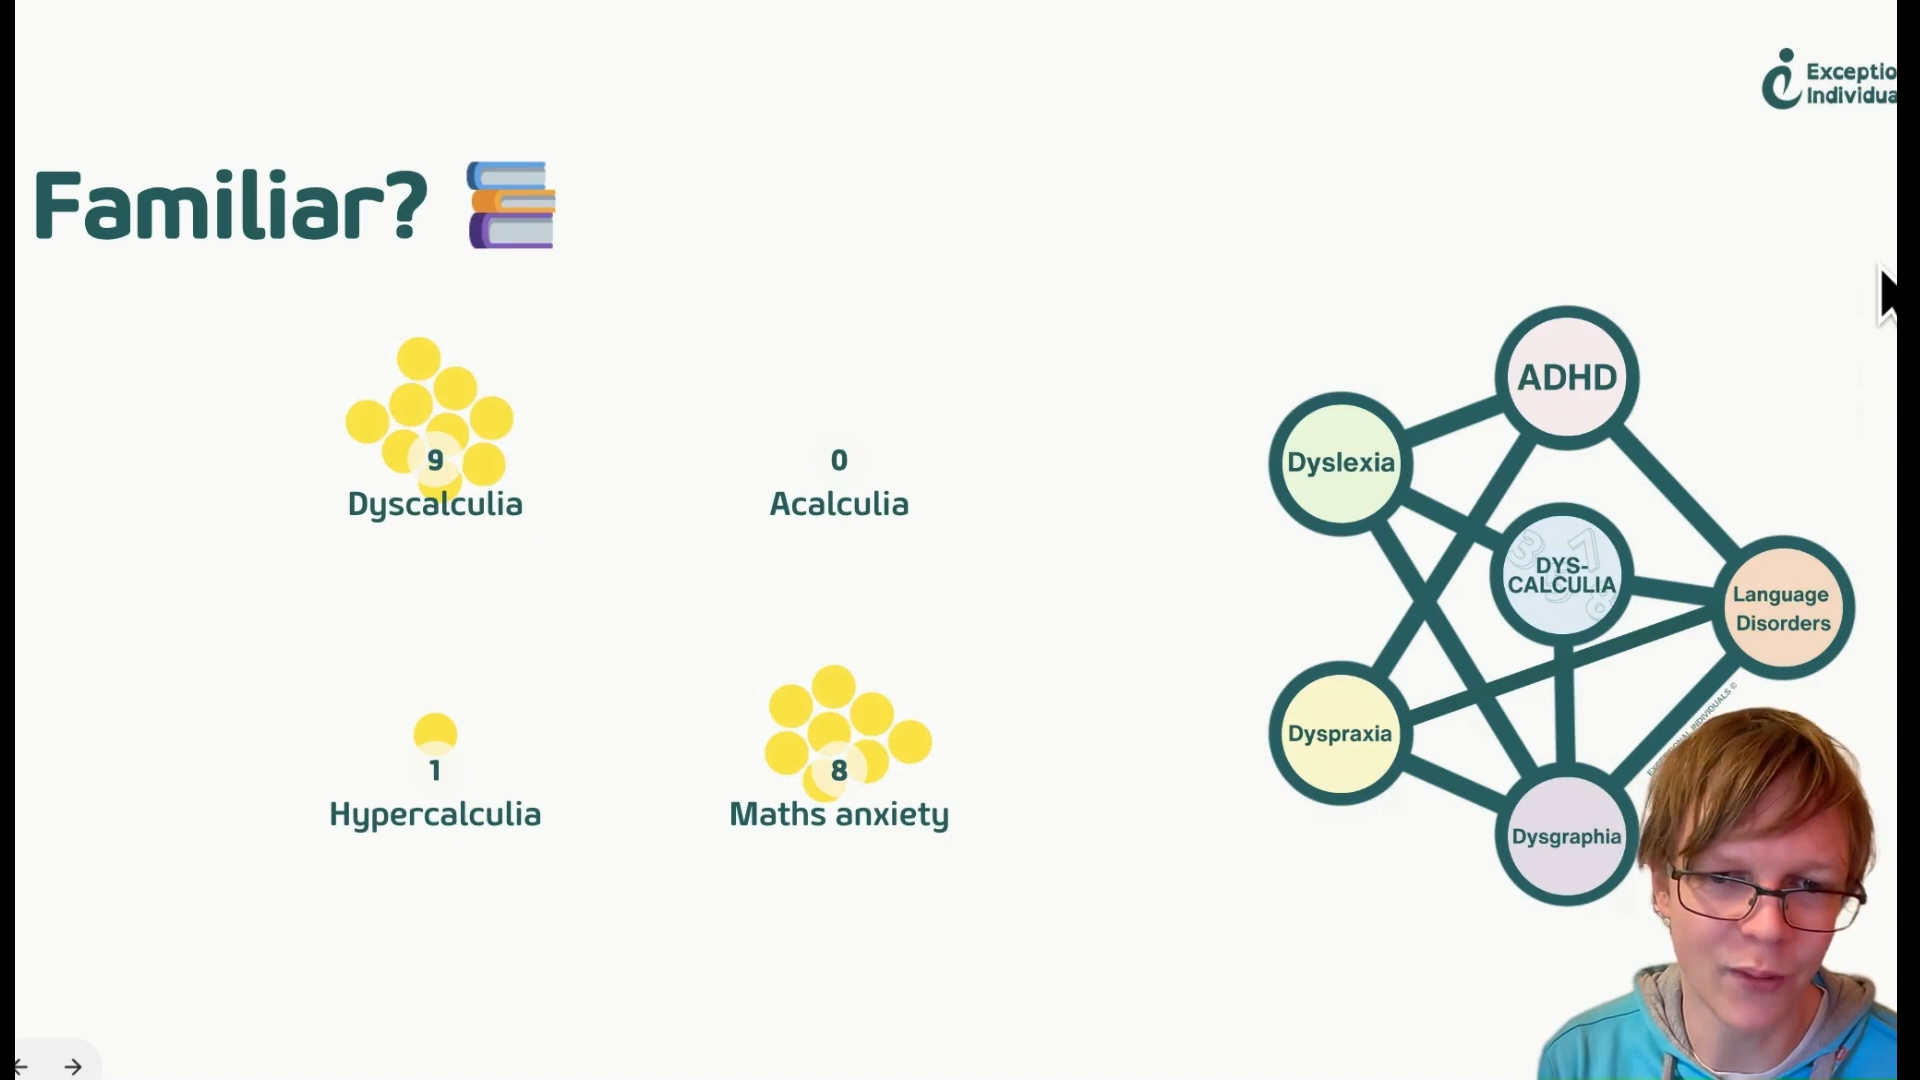 Exceptio
Individua
Familiar?
9
Dyscalculia
0
Acalculia
1
Hypercalculia
8
Maths anxiety
ADHD
Dyslexia
DYS-
CALCULIA
Language
Disorders
Dyspraxia
Dysgraphia